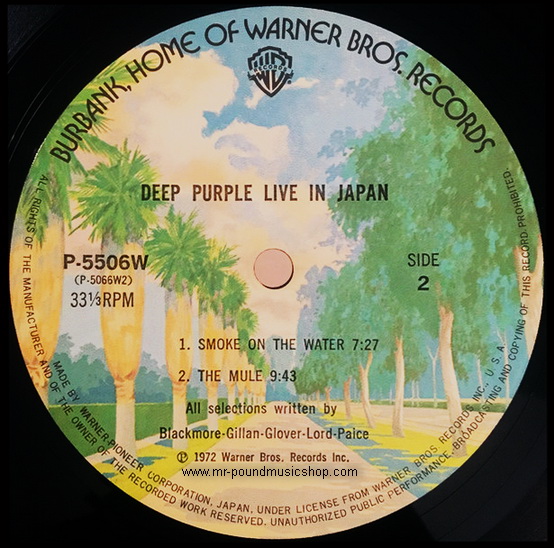 BURBANK, HOME OF WARNER BROS. RECORDS
RECORDS
DEEP PURPLE LIVE IN JAPAN
P-5506W
(P-5066W2)
33⅓RPM
SIDE
2
1. SMOKE ON THE WATER 7:27
2. THE MULE 9:43
All selections written by
Blackmore-Gillan-Glover-Lord-Paice
Ⓟ 1972 Warner Bros. Records Inc.
www.mr-poundmusicshop.com
MADE BY WARNER-PIONEER CORPORATION, JAPAN, UNDER LICENSE FROM WARNER BROS RECORDS INC., U.S.A.
ALL RIGHTS OF THE MANUFACTURER AND OF THE OWNER OF THE RECORDED WORK RESERVED. UNAUTHORIZED PUBLIC PERFORMANCE, BROADCASTING AND COPYING OF THIS RECORD PROHIBITED